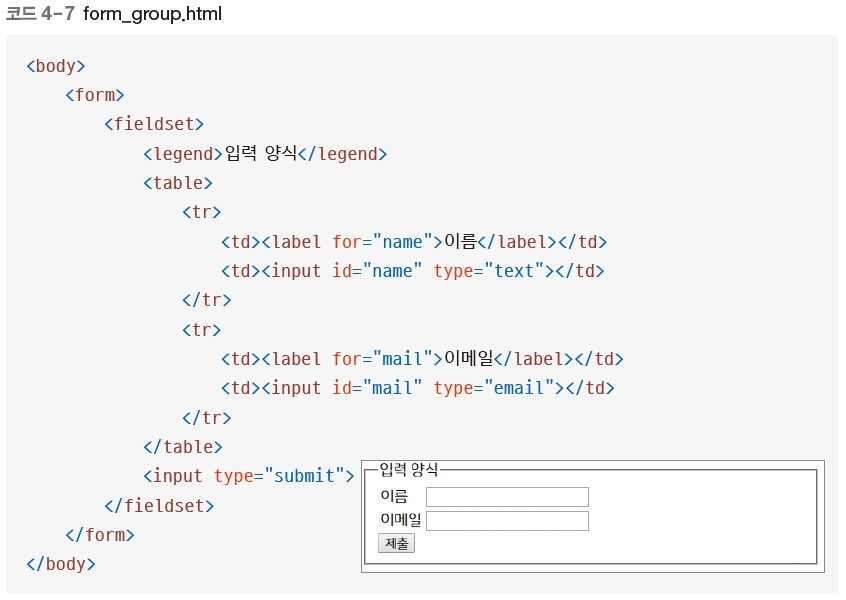 코드 4-7 form_group.html
<body>
<form>
<fieldset>
<legend>입력 양식</legend>
<table>
<tr>
<td><label for="name">이름</label></td>
<td><input id="name" type="text"></td>
</tr>
<tr>
<td><label for="mail">이메일</label></td>
<td><input id="mail" type="email"></td>
</tr>
</table>
<input type="submit">
</fieldset>
</form>
</body>
입력 양식
이름
이메일
제출